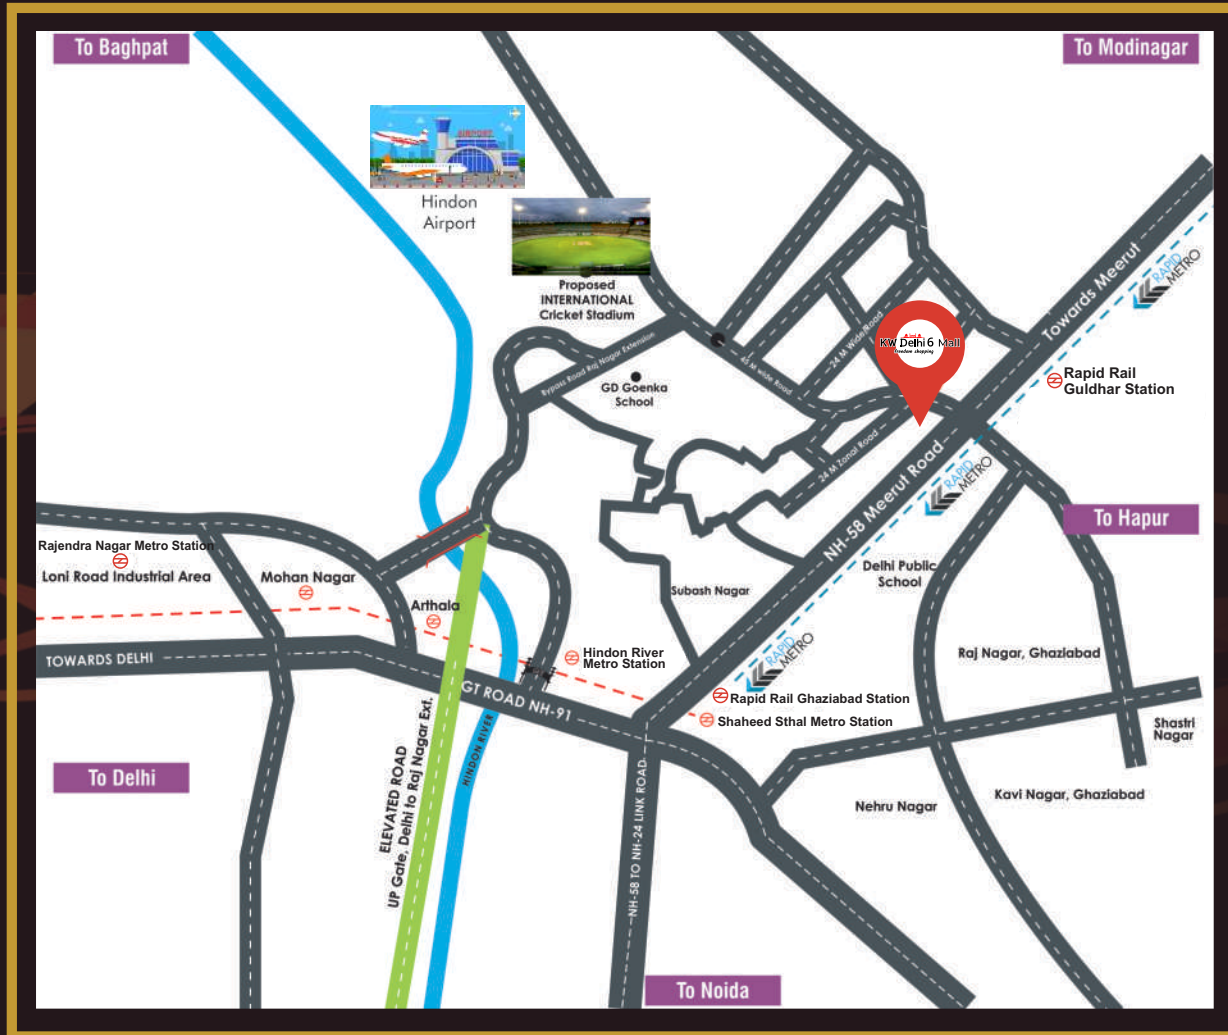 To Baghpat
To Modinagar
AIRPORT
Hindon
Airport
Proposed
INTERNATIONAL
Cricket Stadium
Bypass Road Raj Nagar Extension
GD Goenka
School
45 M wide Road
24 M Wide Road
KW Delhi 6 Mall
freedom shopping
24 M Zonal Road
Towards Meerut
RAPID
METRO
Rapid Rail
Guldhar Station
NH-58 Meerut Road
RAPID
METRO
To Hapur
Rajendra Nagar Metro Station
Loni Road Industrial Area
Mohan Nagar
Arthala
Subash Nagar
Delhi Public
School
Hindon River
Metro Station
RAPID
METRO
Raj Nagar, Ghaziabad
TOWARDS DELHI
GT ROAD NH-91
Rapid Rail Ghaziabad Station
Shaheed Sthal Metro Station
Shastri
Nagar
To Delhi
ELEVATED ROAD
UP Gate, Delhi to Raj Nagar Ext.
HINDON RIVER
NH-58 TO NH-24 LINK ROAD
Nehru Nagar
Kavi Nagar, Ghaziabad
To Noida